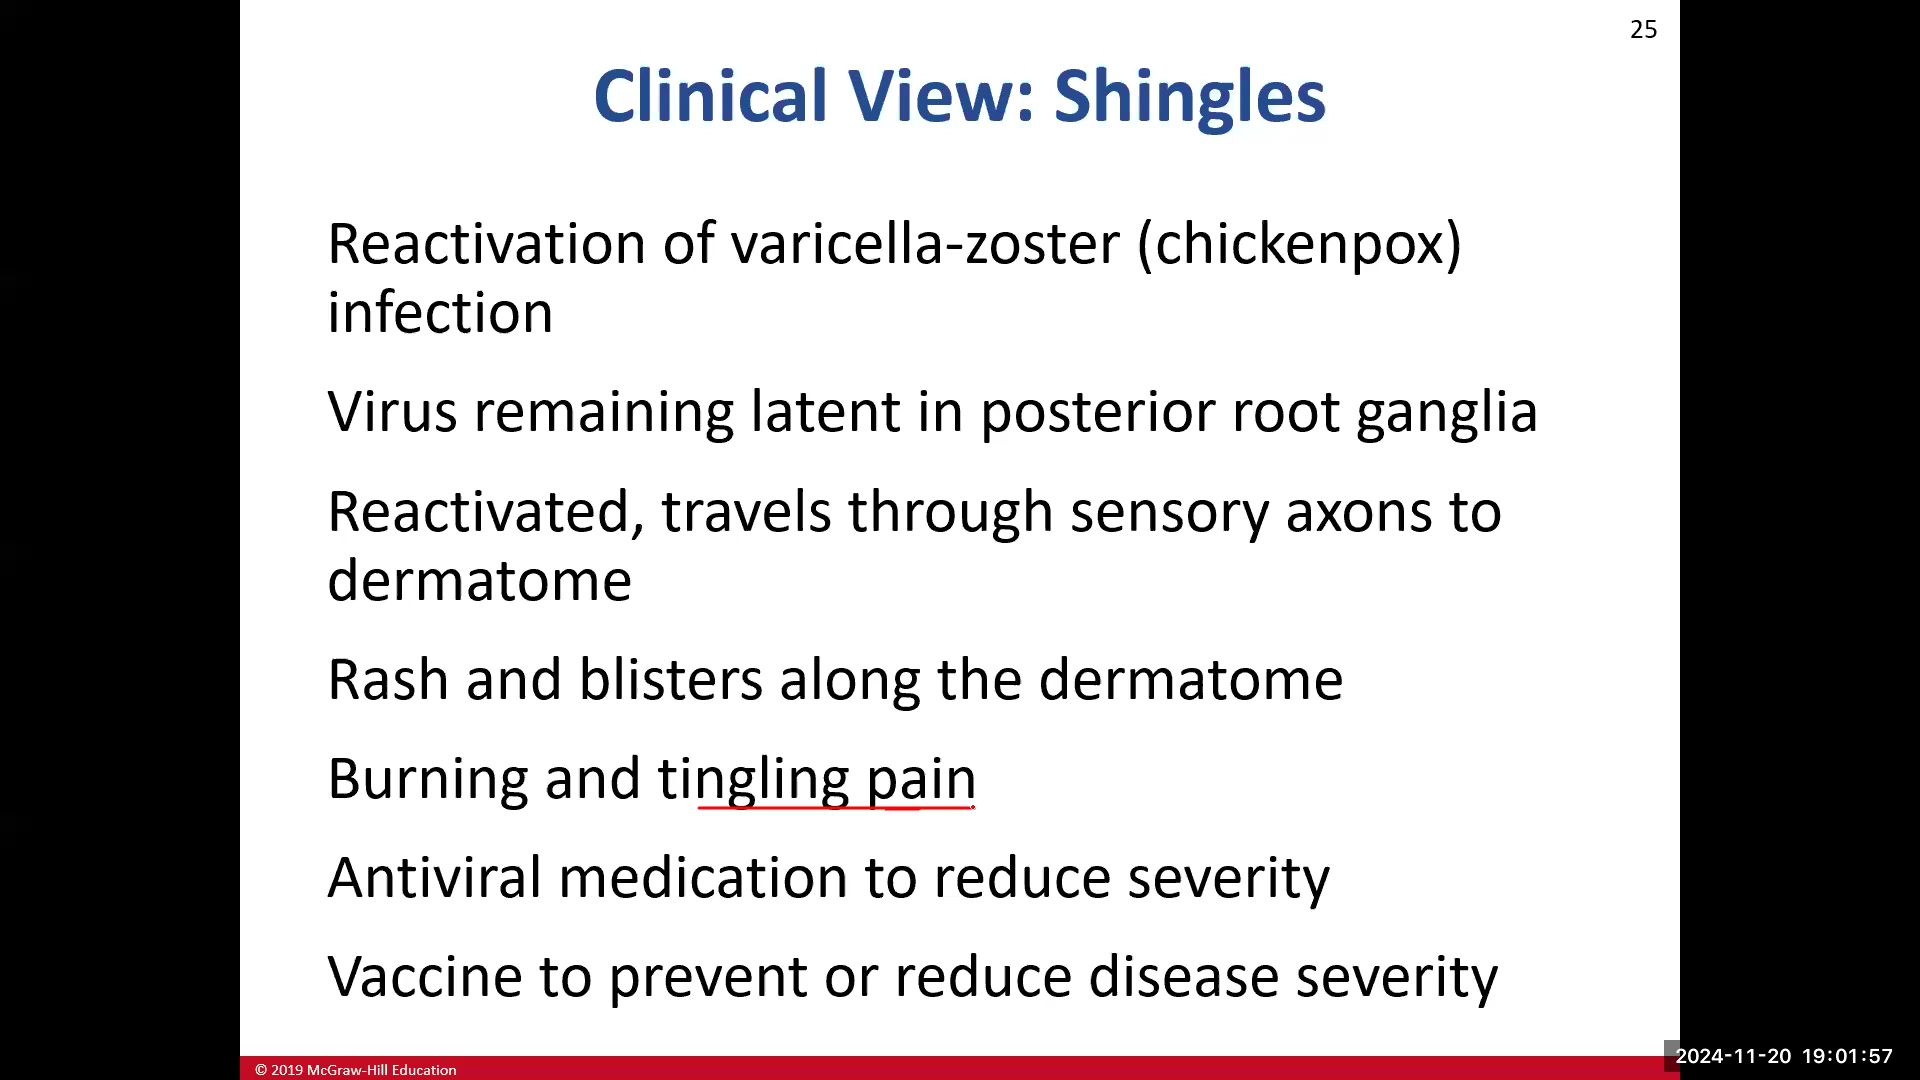 25
Clinical View: Shingles
Reactivation of varicella-zoster (chickenpox)
infection
Virus remaining latent in posterior root ganglia
Reactivated, travels through sensory axons to
dermatome
Rash and blisters along the dermatome
Burning and tingling pain
Antiviral medication to reduce severity
Vaccine to prevent or reduce disease severity
© 2019 McGraw-Hill Education
2024-11-20 19:01:57